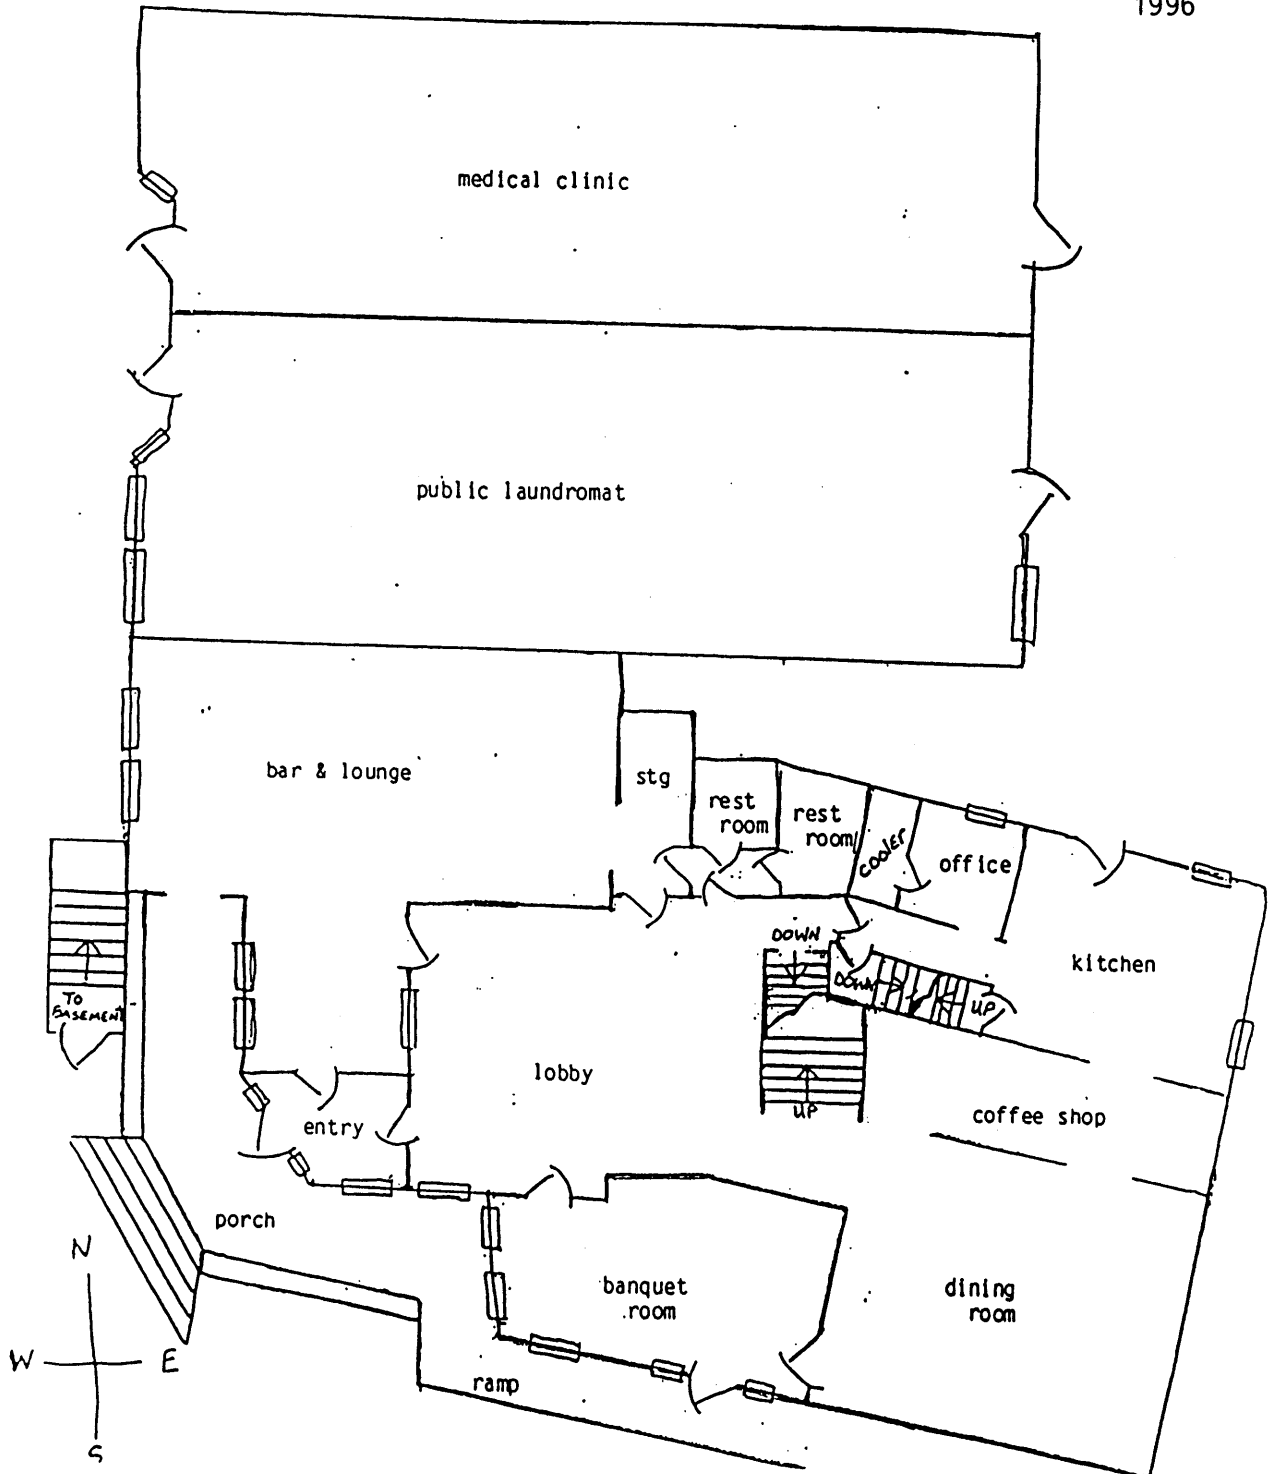 1996
medical clinic
public laundromat
bar & lounge
stg
rest
room
rest
room
COOLER
office
DOWN
kitchen
DOWN
UP
TO
BASEMENT
lobby
UP
coffee shop
entry
porch
N
banquet
room
dining
room
W
E
ramp
S